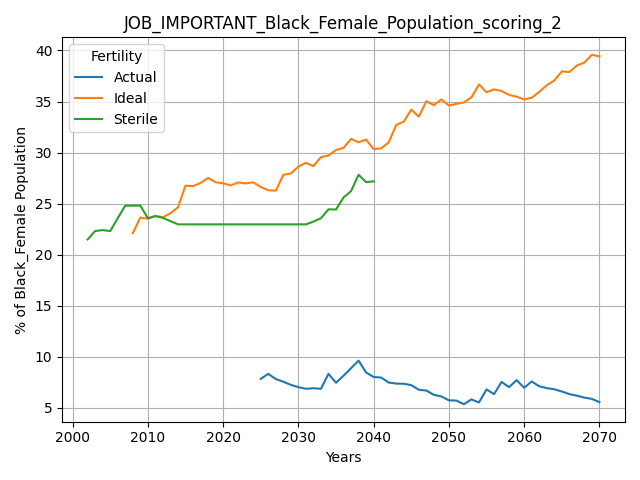 JOB_IMPORTANT_Black_Female_Population_scoring_2
Fertility
Actual
Ideal
Sterile
% of Black_Female Population
40
35
30
25
20
15
10
5
2000 2010 2020 2030 2040 2050 2060 2070
Years